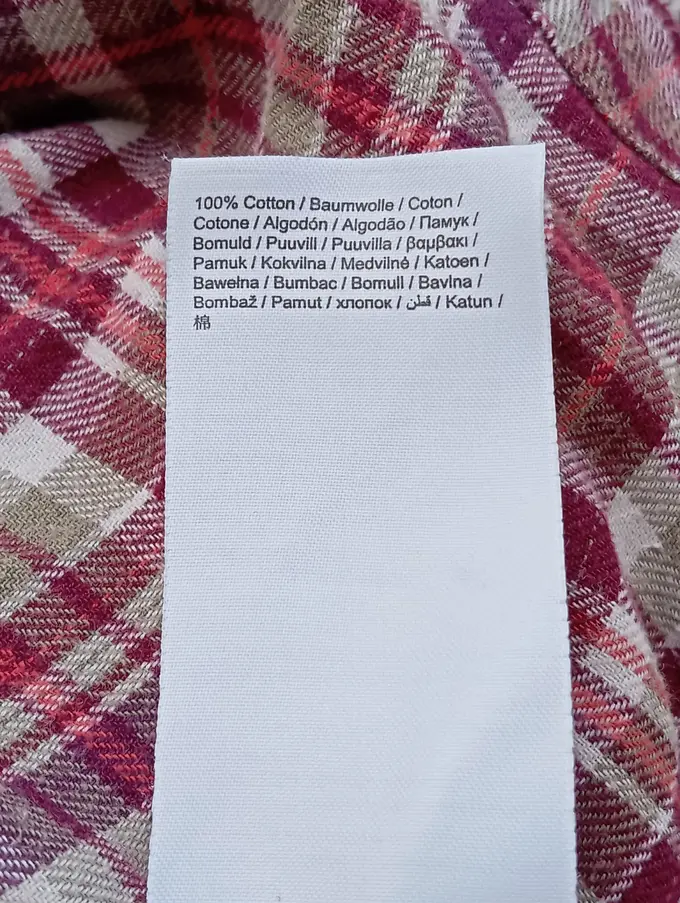 100% Cotton / Baumwolle / Coton /
Cotone / Algodón / Algodão / Памук /
Bomuld / Puuvill / Puuvilla / βαμβακι /
Pamuk / Kokvilna / Medvilnė / Katoen /
Bawełna / Bumbac / Bomull / Bavlna /
Bombaž / Pamut / хлопок / قطن / Katun /
棉